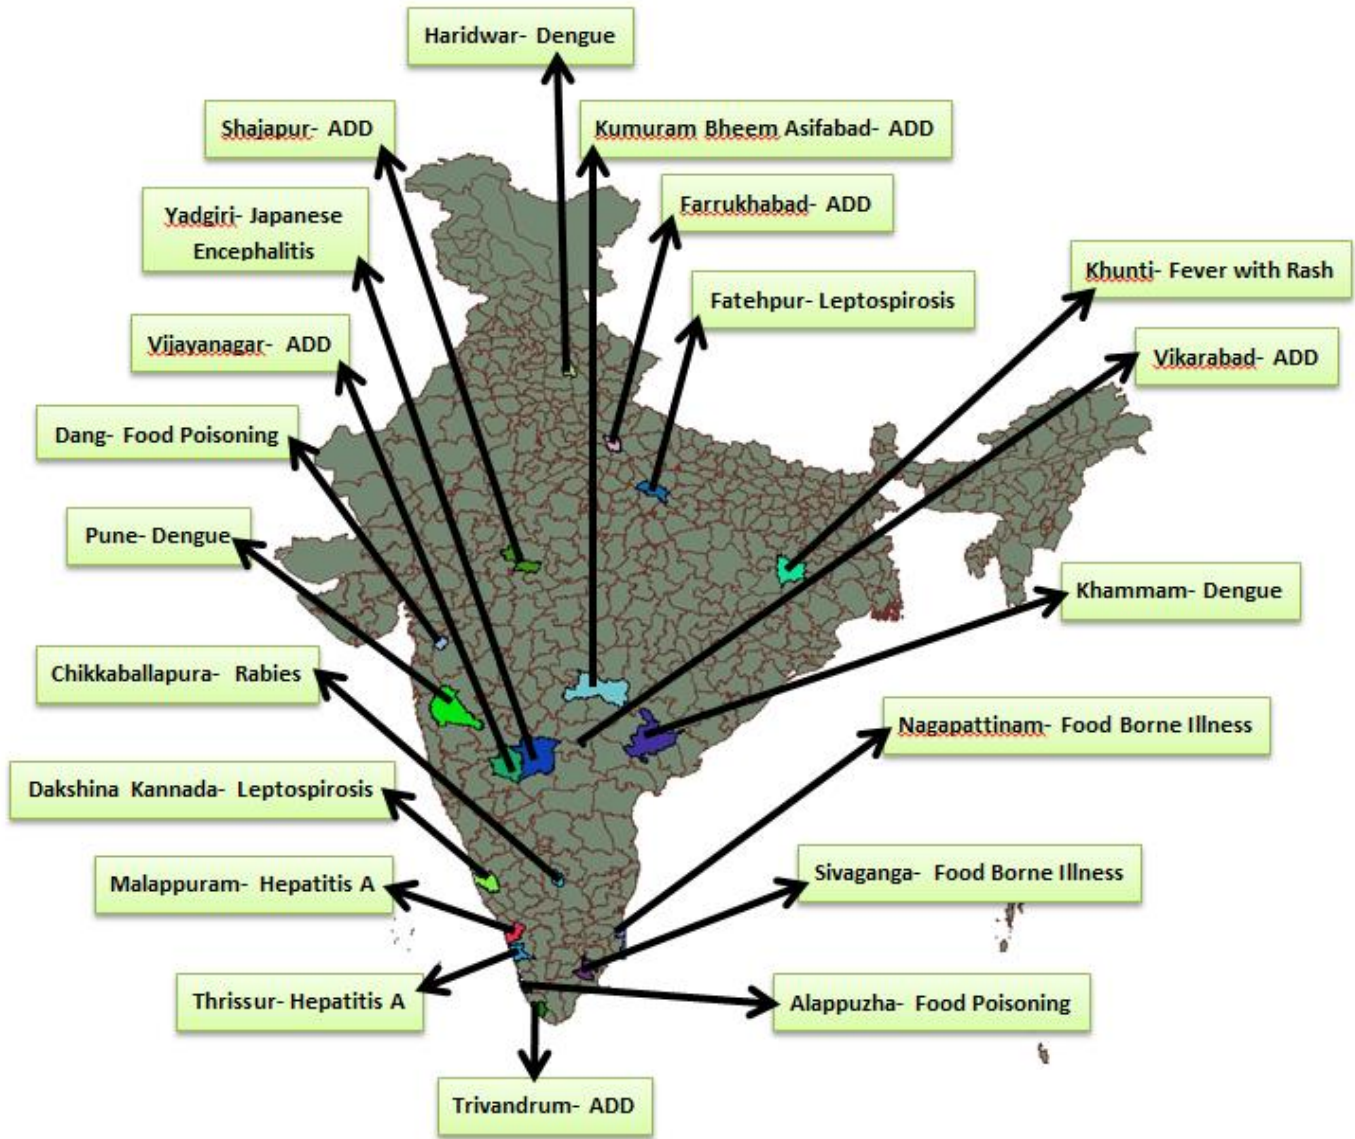 Haridwar- Dengue
Shajapur- ADD
Kumuram Bheem Asifabad- ADD
Yadgiri- Japanese
Encephalitis
Farrukhabad- ADD
Khunti- Fever with Rash
Fatehpur- Leptospirosis
Vijayanagar- ADD
Vikarabad- ADD
Dang- Food Poisoning
Pune- Dengue
Khammam- Dengue
Chikkaballapura- Rabies
Nagapattinam- Food Borne Illness
Dakshina Kannada- Leptospirosis
Malappuram- Hepatitis A
Sivaganga- Food Borne Illness
Thrissur- Hepatitis A
Alappuzha- Food Poisoning
Trivandrum- ADD